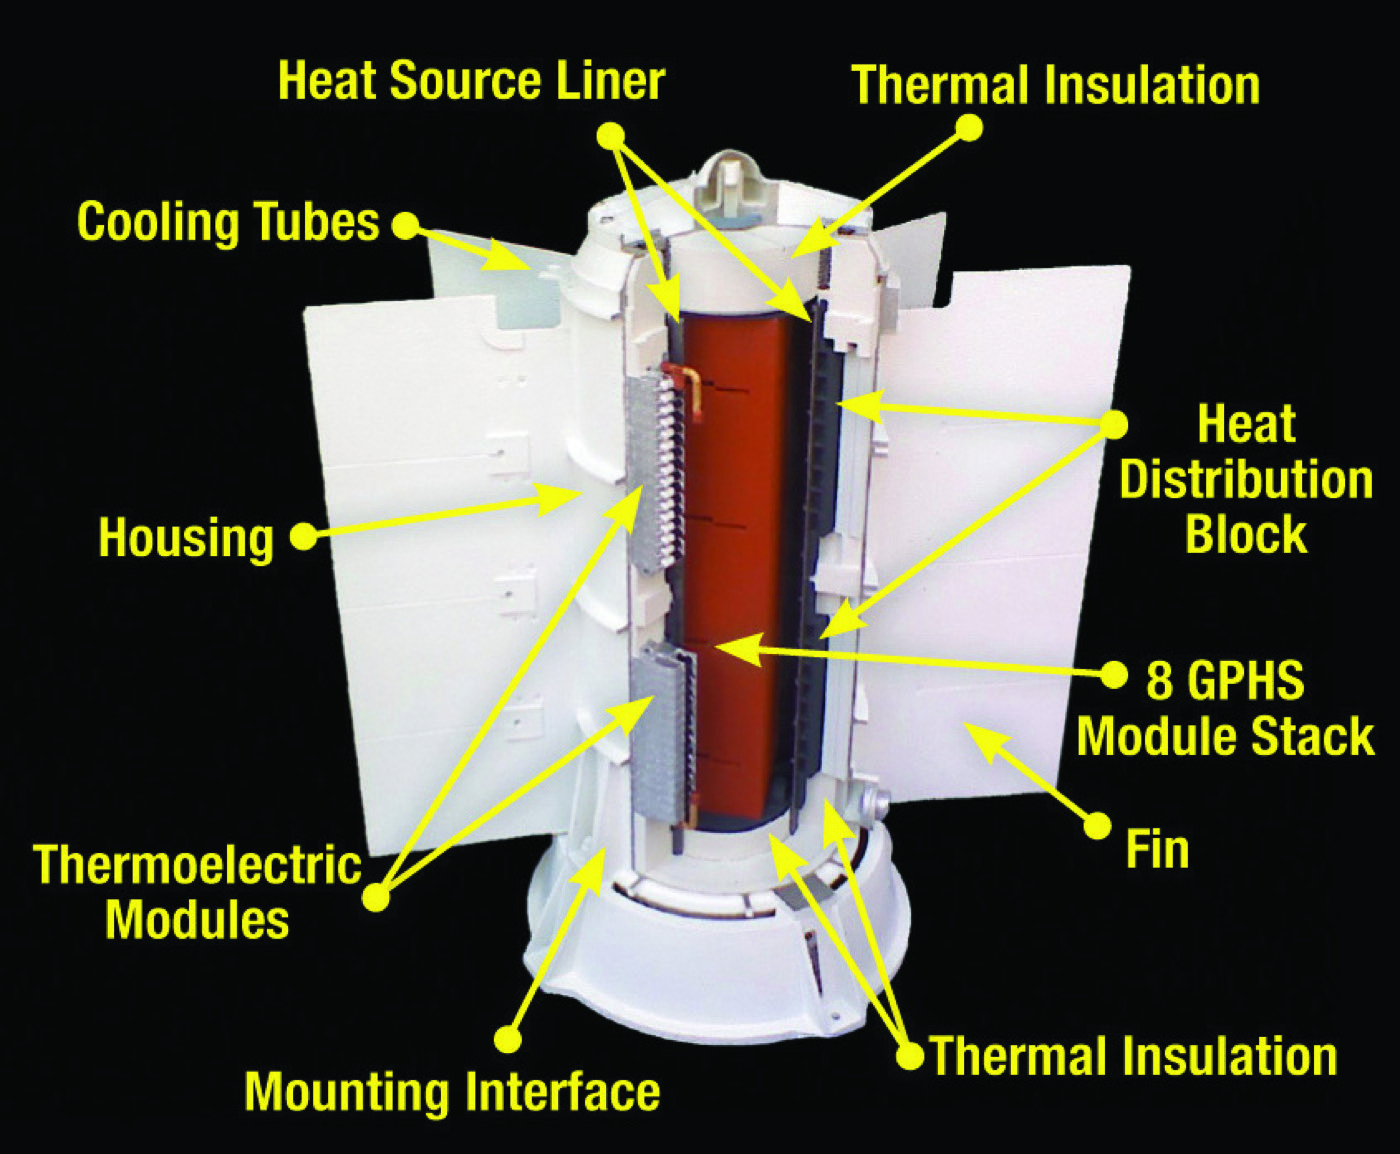 Heat Source Liner
Thermal Insulation
Cooling Tubes
Heat
Distribution
Block
Housing
8 GPHS
Module Stack
Fin
Thermoelectric
Modules
Thermal Insulation
Mounting Interface